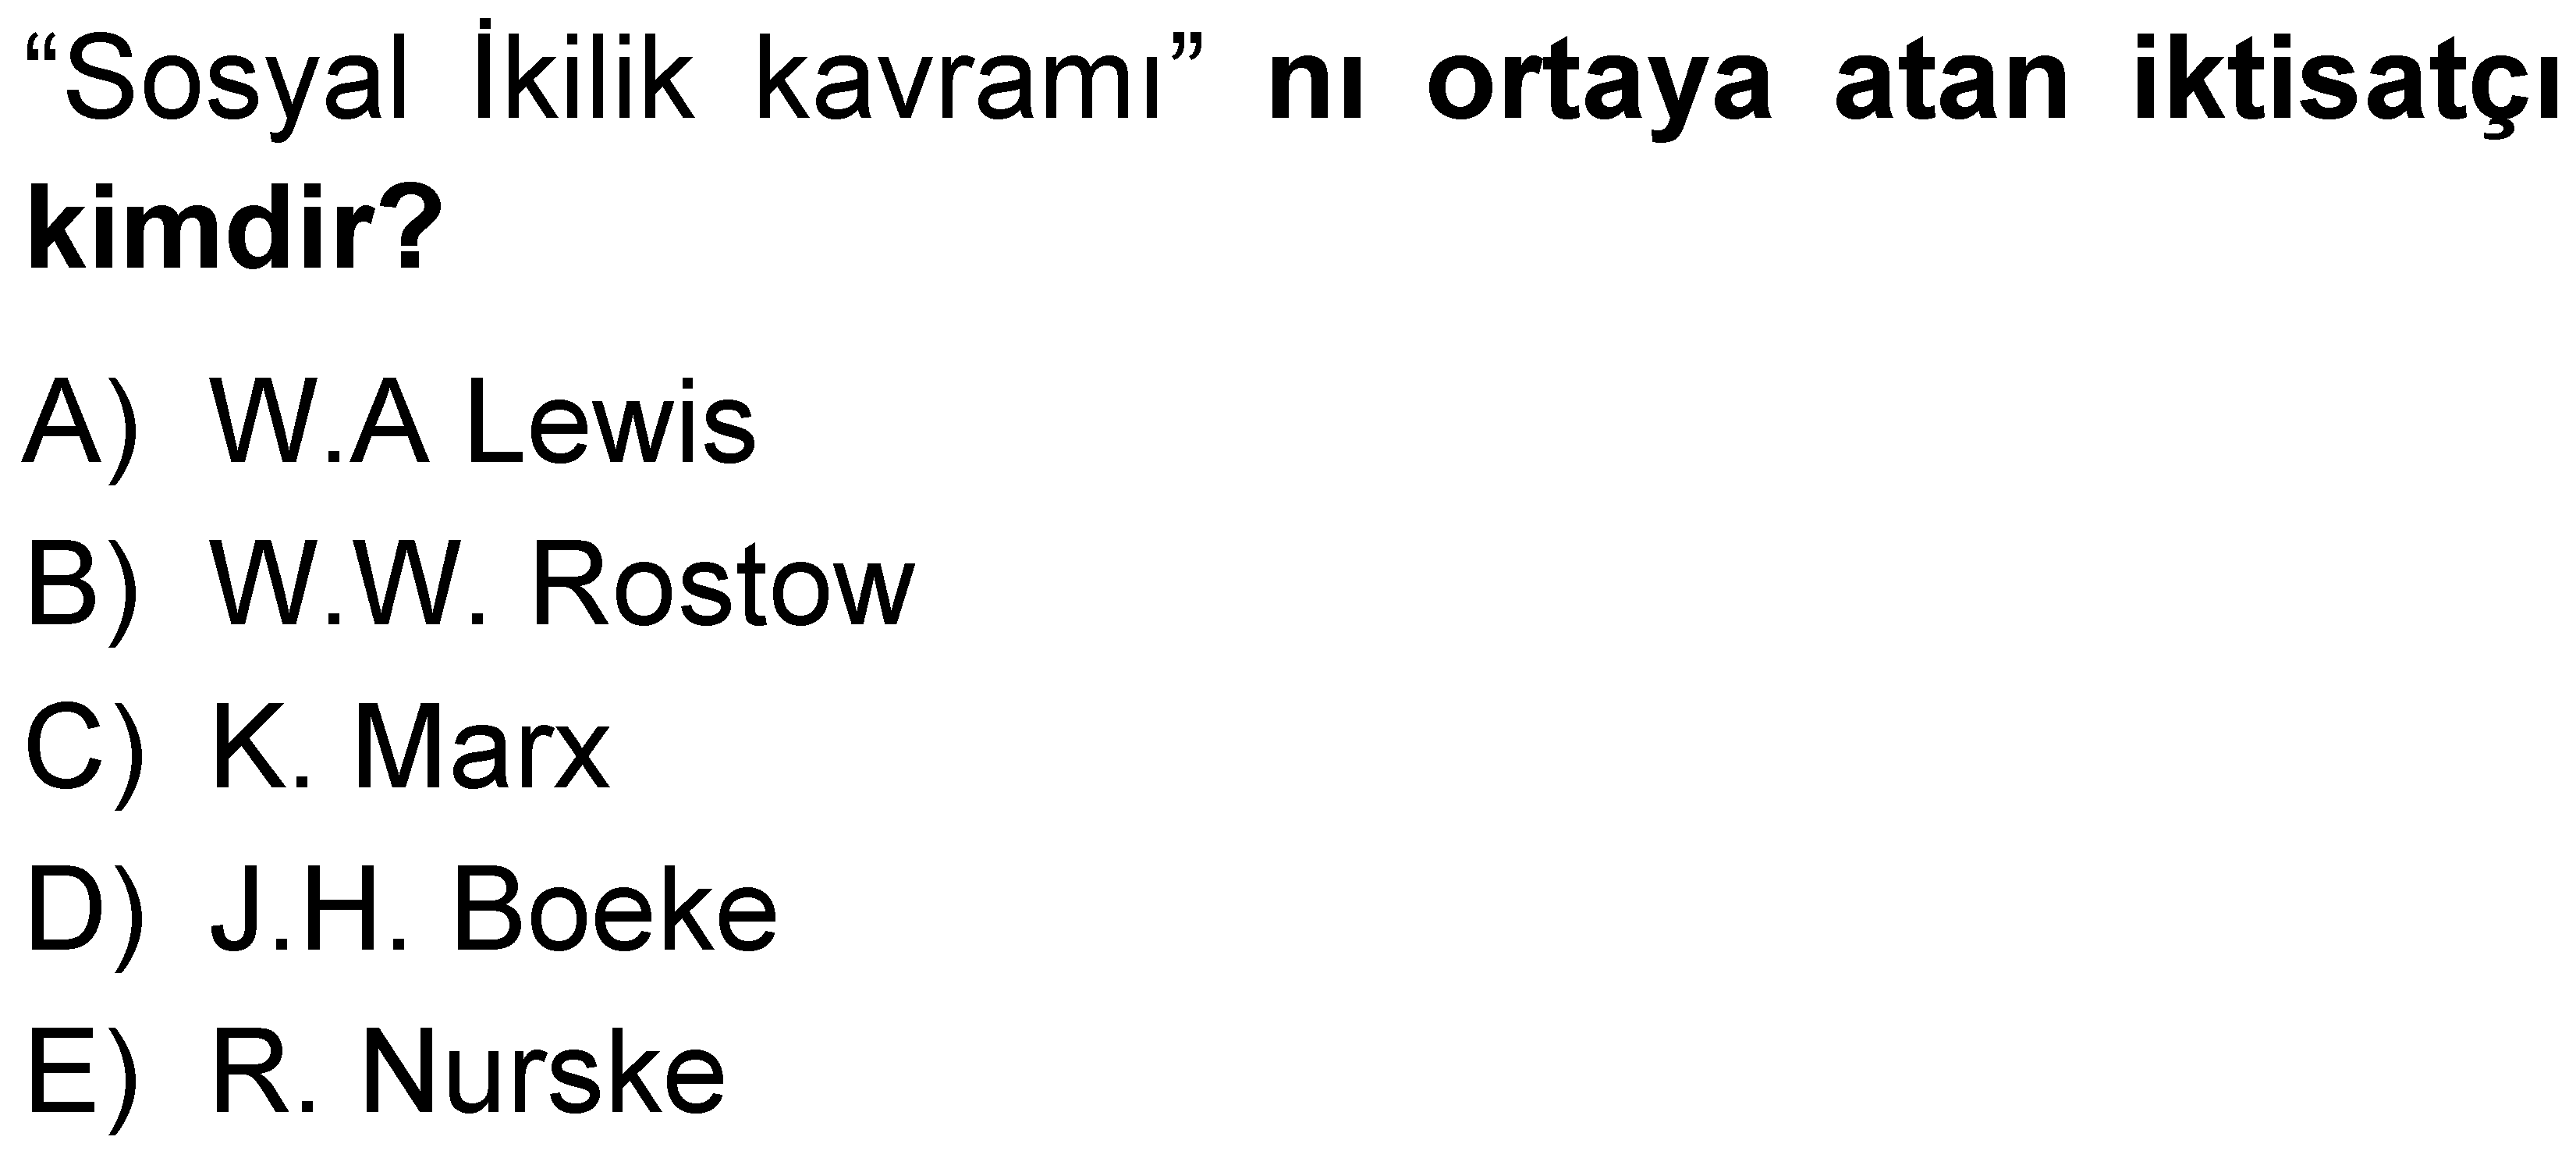 “Sosyal İkilik kavramı” nı ortaya atan iktisatçı
kimdir?
A) W.A Lewis
B) W.W. Rostow
C) K. Marx
D) J.H. Boeke
E) R. Nurske